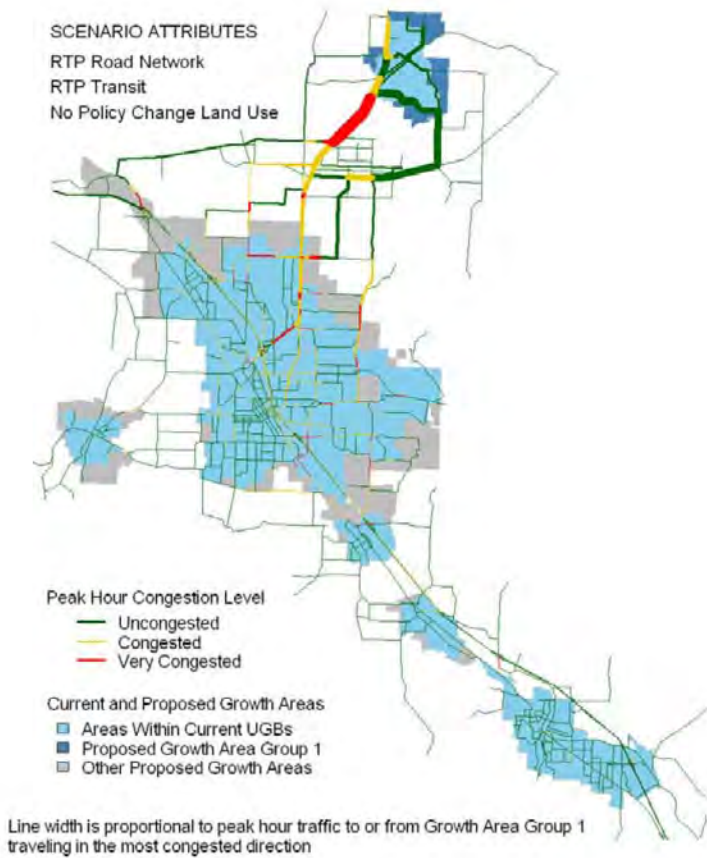 SCENARIO ATTRIBUTES
RTP Road Network
RTP Transit
No Policy Change Land Use
Peak Hour Congestion Level
Uncongested
Congested
Very Congested
Current and Proposed Growth Areas
Areas Within Current UGBs
Proposed Growth Area Group 1
Other Proposed Growth Areas
Line width is proportional to peak hour traffic to or from Growth Area Group 1
traveling in the most congested direction